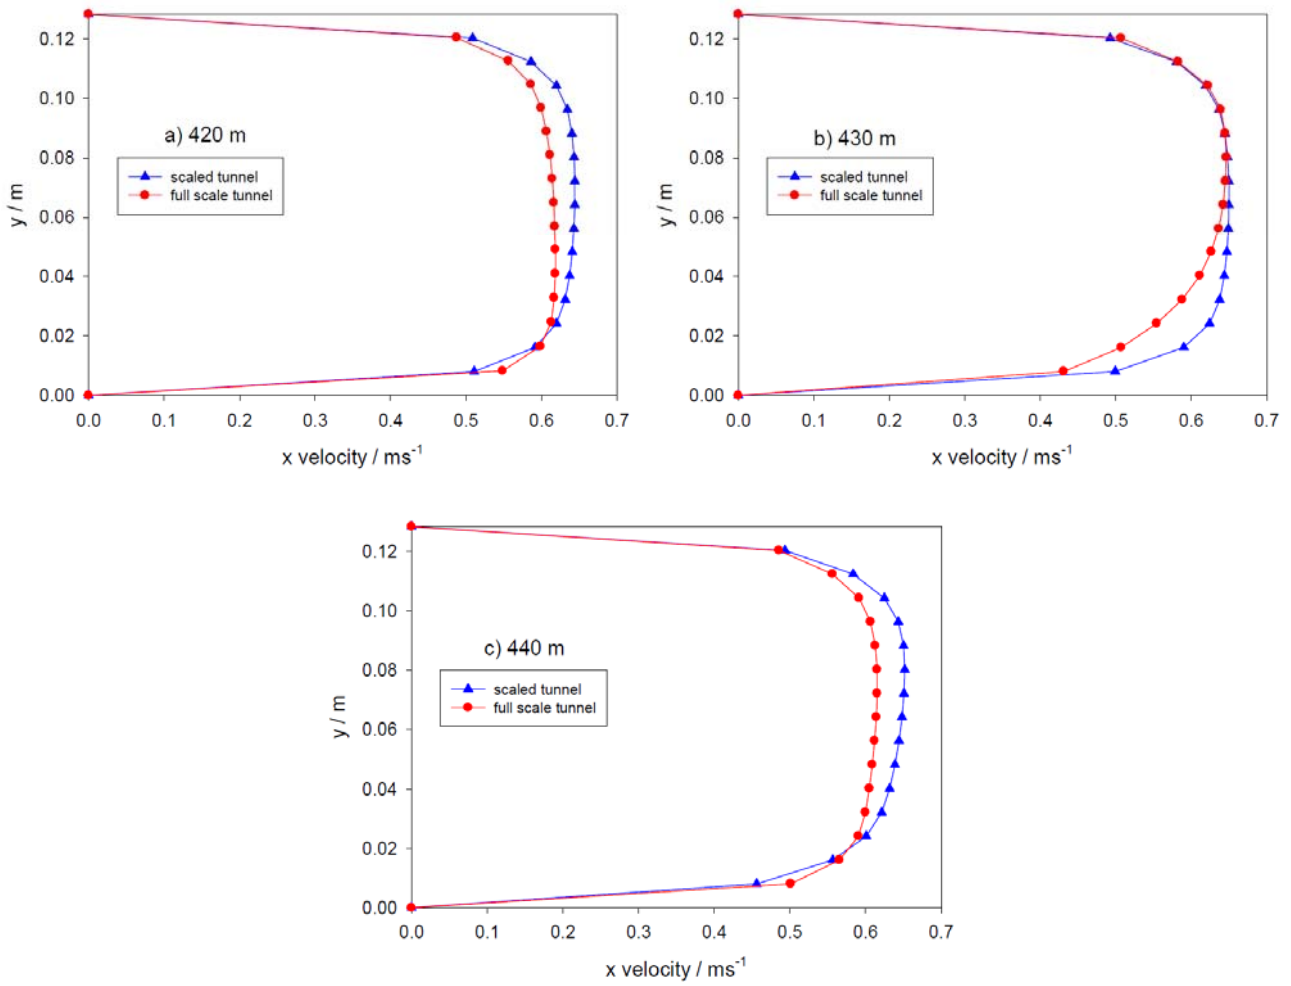 0.12
0.10
0.08
0.06
0.04
0.02
0.00
y / m
a) 420 m
scaled tunnel
full scale tunnel
0.0 0.1 0.2 0.3 0.4 0.5 0.6 0.7
x velocity / ms⁻¹
0.12
0.10
0.08
0.06
0.04
0.02
0.00
y / m
b) 430 m
scaled tunnel
full scale tunnel
0.0 0.1 0.2 0.3 0.4 0.5 0.6 0.7
x velocity / ms⁻¹
0.12
0.10
0.08
0.06
0.04
0.02
0.00
y / m
c) 440 m
scaled tunnel
full scale tunnel
0.0 0.1 0.2 0.3 0.4 0.5 0.6 0.7
x velocity / ms⁻¹